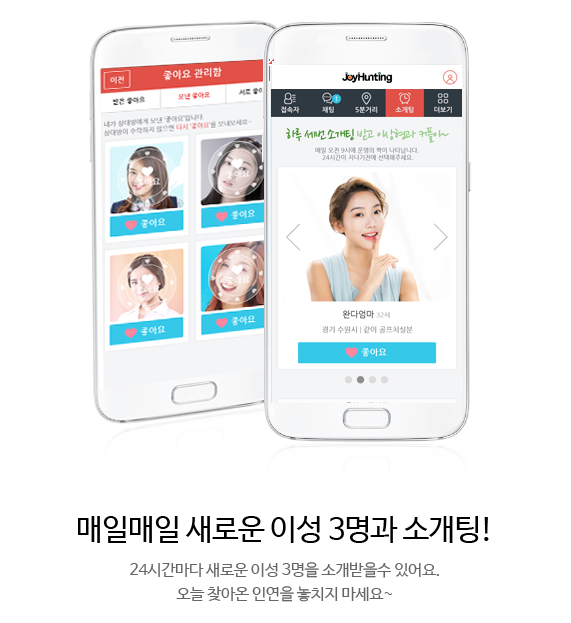 이전
좋아요 관리함
받은 좋아요
보낸 좋아요
서로 좋아
내가 상대방에게 보낸 '좋아요'입니다.
상대방이 수락하지 않으면 다시 '좋아요'를 보내보세요~
좋아요
좋아요
좋아요
좋아요
JoyHunting
접속자
채팅
5분거리
소개팅
더보기
하루 세번 소개팅 받고 이상형과 커플아~
매일 오전 9시에 운명의 짝이 나타납니다.
24시간이 지나기전에 선택해주세요.
완다엄마 32세
경기 수원시 | 같이 골프치실분
좋아요
매일매일 새로운 이성 3명과 소개팅!
24시간마다 새로운 이성 3명을 소개받을수 있어요.
오늘 찾아온 인연을 놓치지 마세요~